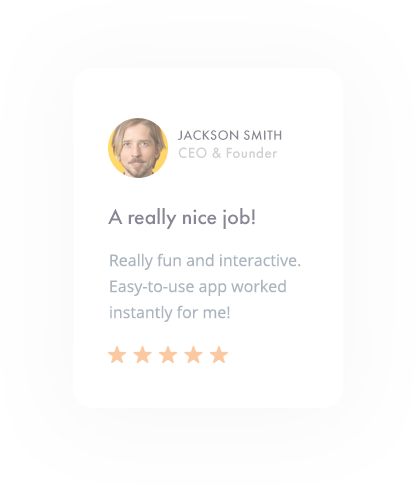 JACKSON SMITH
CEO & Founder
A really nice job!
Really fun and interactive.
Easy-to-use app worked
instantly for me!